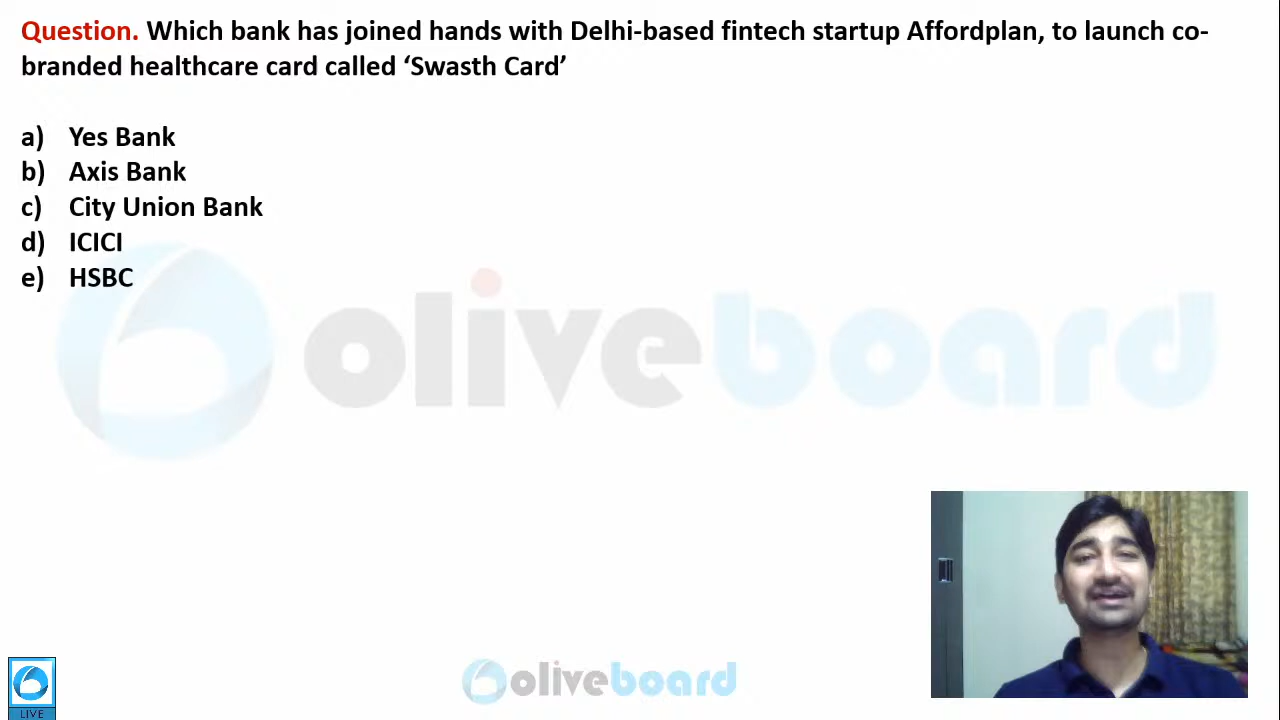 Question. Which bank has joined hands with Delhi-based fintech startup Affordplan, to launch co-
branded healthcare card called ‘Swasth Card’
a) Yes Bank
b) Axis Bank
c) City Union Bank
d) ICICI
e) HSBC
oliveboard
oliveboard
LIVE